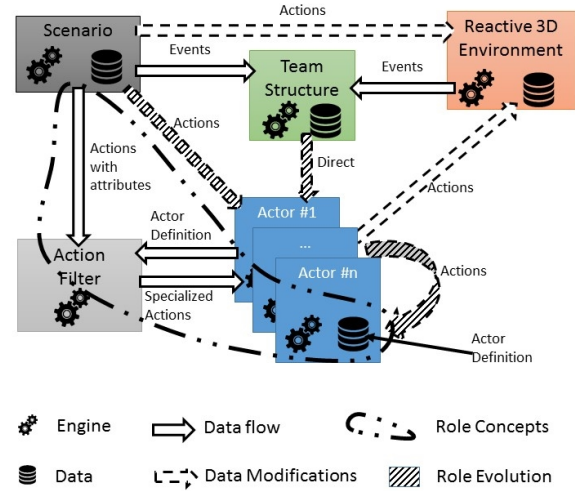 Actions
Scenario
Reactive 3D
Environment
Events
Team
Structure
Events
Actions
with
attributes
Actions
Direct
Actions
Actor #1
Actor
Definition
...
Action
Filter
Actor #n
Actions
Specialized
Actions
Actor
Definition
Engine
Data flow
Role Concepts
Data
Data Modifications
Role Evolution